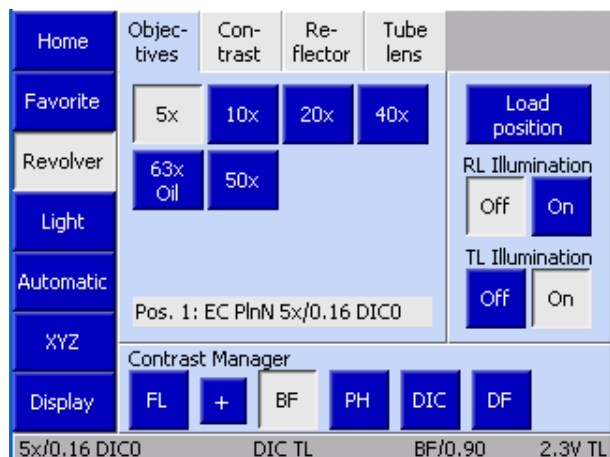 Home
Favorite
Revolver
Light
Automatic
XYZ
Display
Objec-
tives
Con-
trast
Re-
flector
Tube
lens
5x
10x
20x
40x
63x
Oil
50x
Pos. 1: EC PlnN 5x/0.16 DIC0
Load
position
RL Illumination
Off
On
TL Illumination
Off
On
Contrast Manager
FL
+
BF
PH
DIC
DF
5x/0.16 DIC0
DIC TL
BF/0.90
2.3V TL